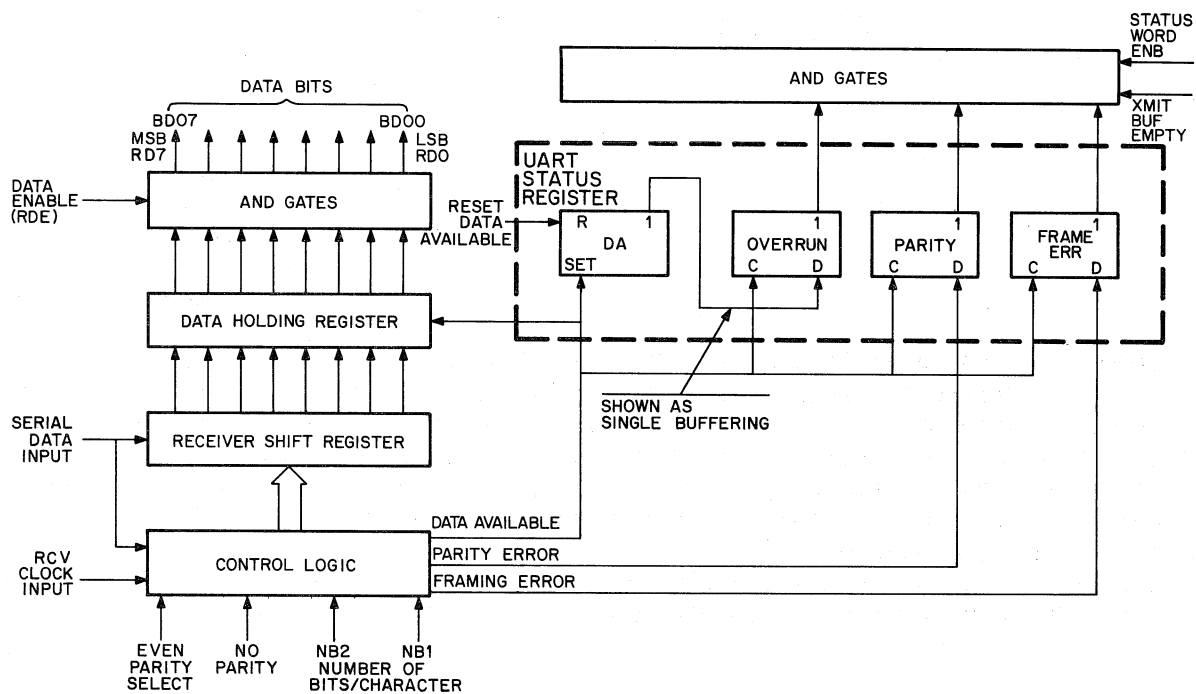 STATUS
WORD
ENB
AND GATES
XMIT
BUF
EMPTY
DATA BITS
BD07
BD00
MSB
RD7
LSB
RD0
DATA
ENABLE
(RDE)
AND GATES
UART
STATUS
REGISTER
RESET
DATA
AVAILABLE
R 1
DA
SET
1
OVERRUN
C D
1
PARITY
C D
FRAME 1
ERR
C D
DATA HOLDING REGISTER
SHOWN AS
SINGLE BUFFERING
SERIAL
DATA
INPUT
RECEIVER SHIFT REGISTER
DATA AVAILABLE
RCV
CLOCK
INPUT
CONTROL LOGIC
PARITY ERROR
FRAMING ERROR
EVEN
PARITY
SELECT
NO
PARITY
NB2 NB1
NUMBER OF
BITS/CHARACTER